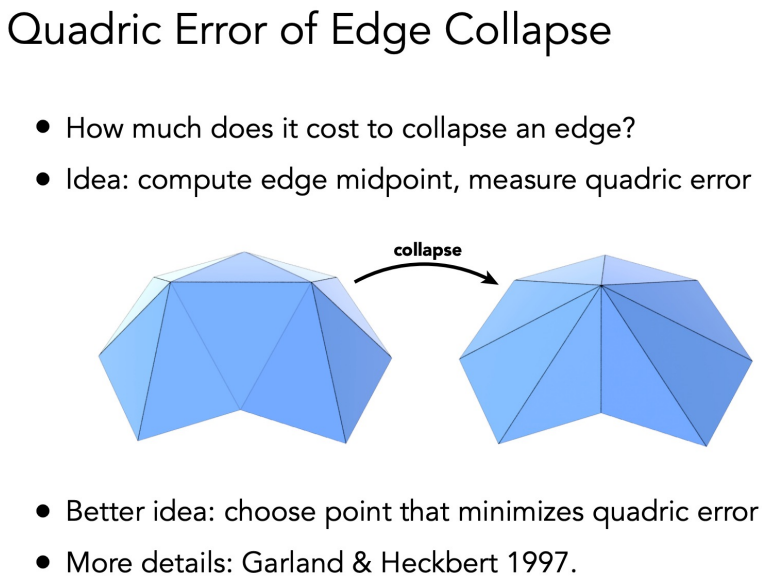 Quadric Error of Edge Collapse
● How much does it cost to collapse an edge?
● Idea: compute edge midpoint, measure quadric error
collapse
● Better idea: choose point that minimizes quadric error
● More details: Garland & Heckbert 1997.